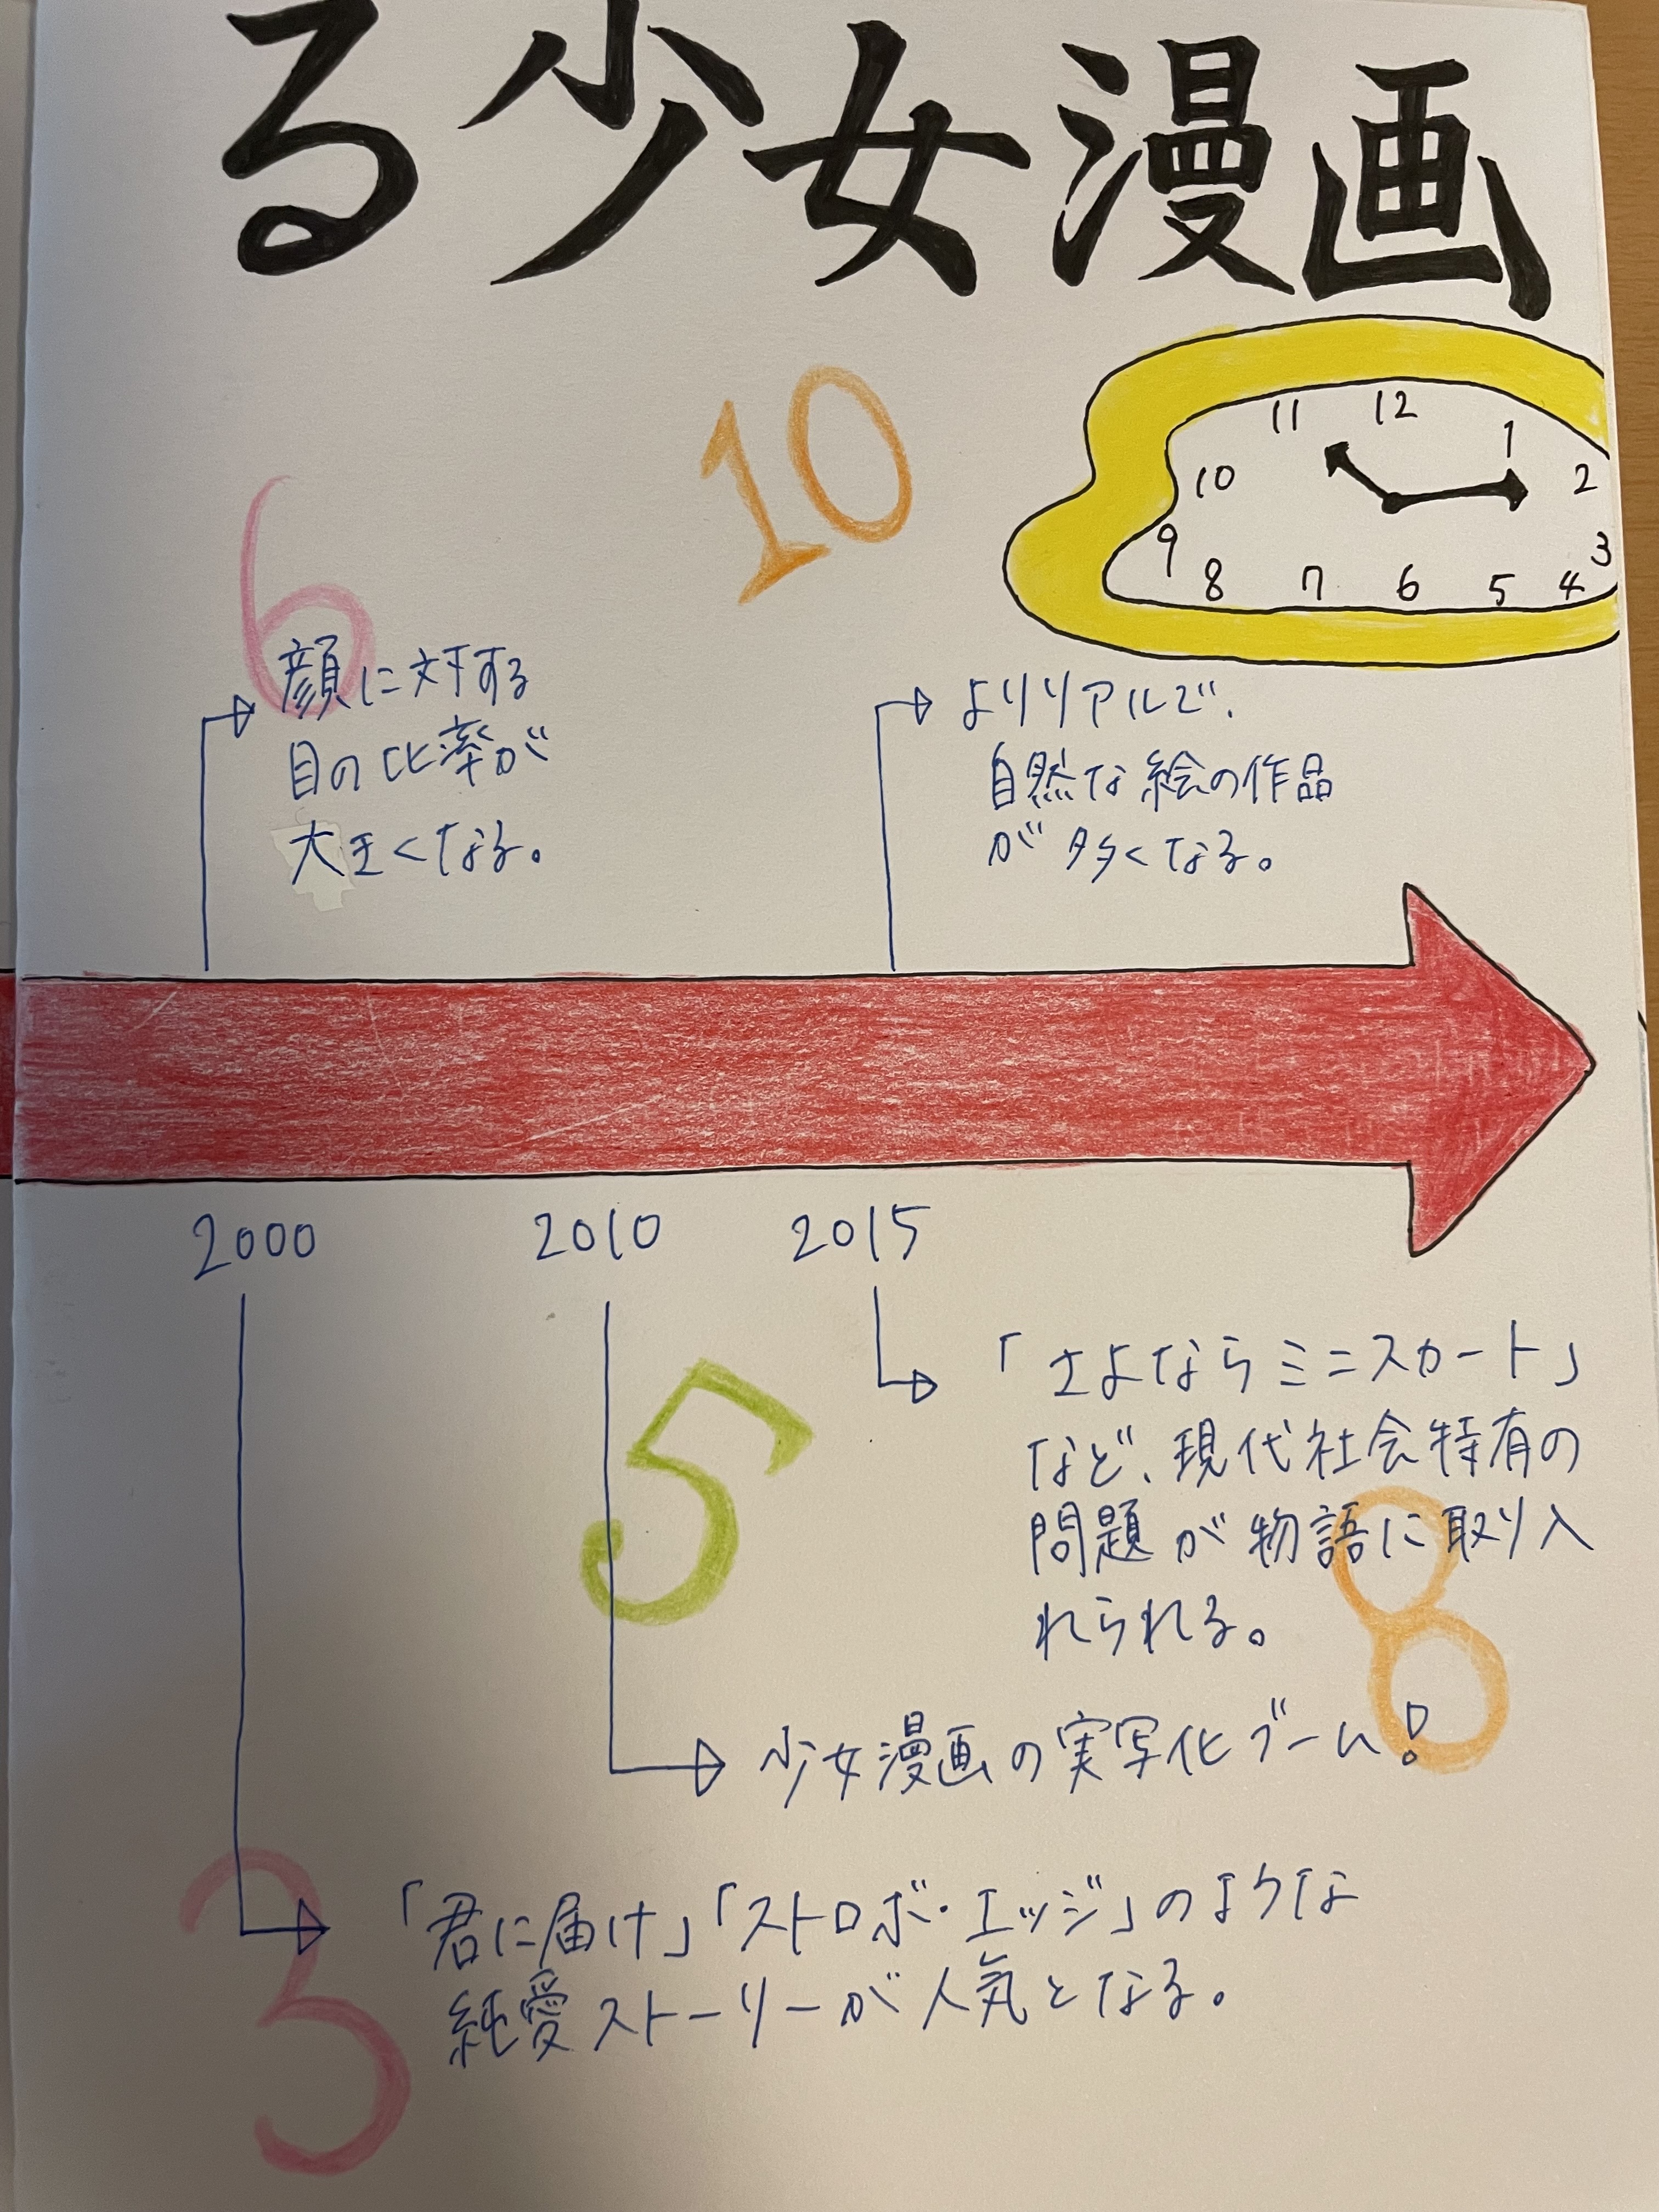 る少女漫画
10
11 12 1
10 2
9 3
8 7 6 5 4
6
顔に対する
目の比率が
大きくなる。
よりリアルで、
自然な絵の作品
が多くなる。
2000 2010 2015
「さよならミニスカート」
など、現代社会特有の
問題が物語に取り入
れられる。
5
8
少女漫画の実写化ブーム!
3
「君に届け」「ストロボ・エッジ」のような
純愛ストーリーが人気となる。